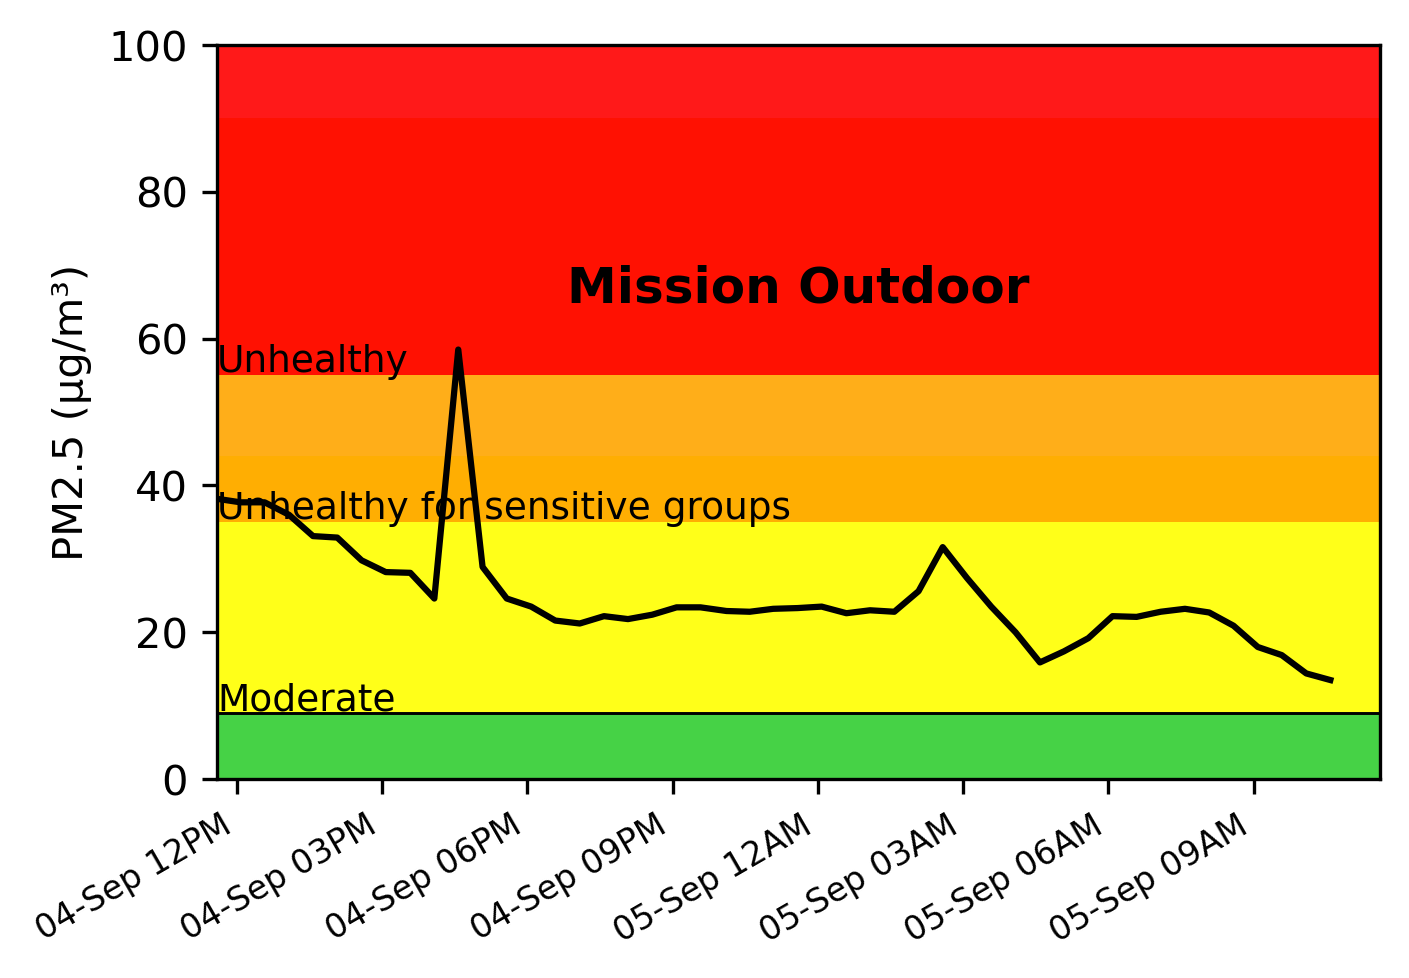 100
80
60
40
20
0
PM2.5 (µg/m³)
Mission Outdoor
Unhealthy
Unhealthy for sensitive groups
Moderate
04-Sep 12PM
04-Sep 03PM
04-Sep 06PM
04-Sep 09PM
05-Sep 12AM
05-Sep 03AM
05-Sep 06AM
05-Sep 09AM